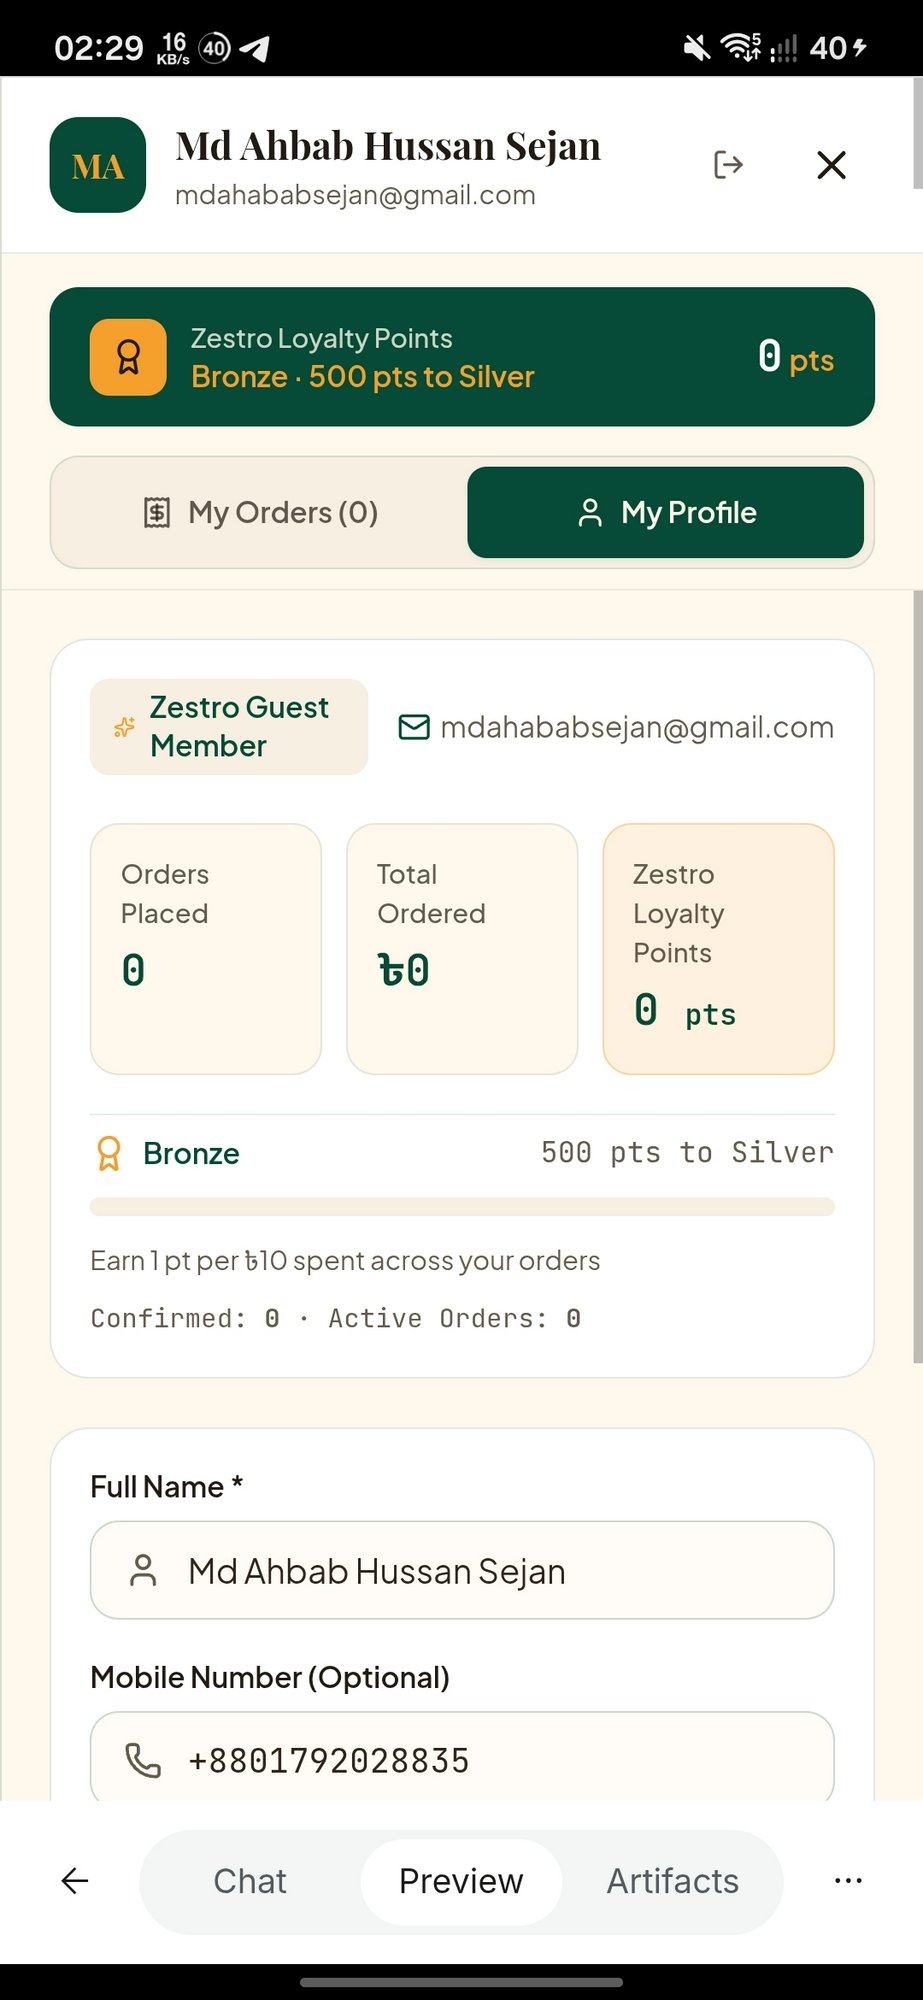 02:29 16 KB/s 40 5 40
MA
Md Ahbab Hussan Sejan
mdahababsejan@gmail.com
Zestro Loyalty Points
Bronze · 500 pts to Silver
0 pts
My Orders (0)
My Profile
Zestro Guest
Member
mdahababsejan@gmail.com
Orders
Placed
0
Total
Ordered
৳0
Zestro
Loyalty
Points
0 pts
Bronze
500 pts to Silver
Earn 1 pt per ৳10 spent across your orders
Confirmed: 0 · Active Orders: 0
Full Name *
Md Ahbab Hussan Sejan
Mobile Number (Optional)
+8801792028835
Chat
Preview
Artifacts